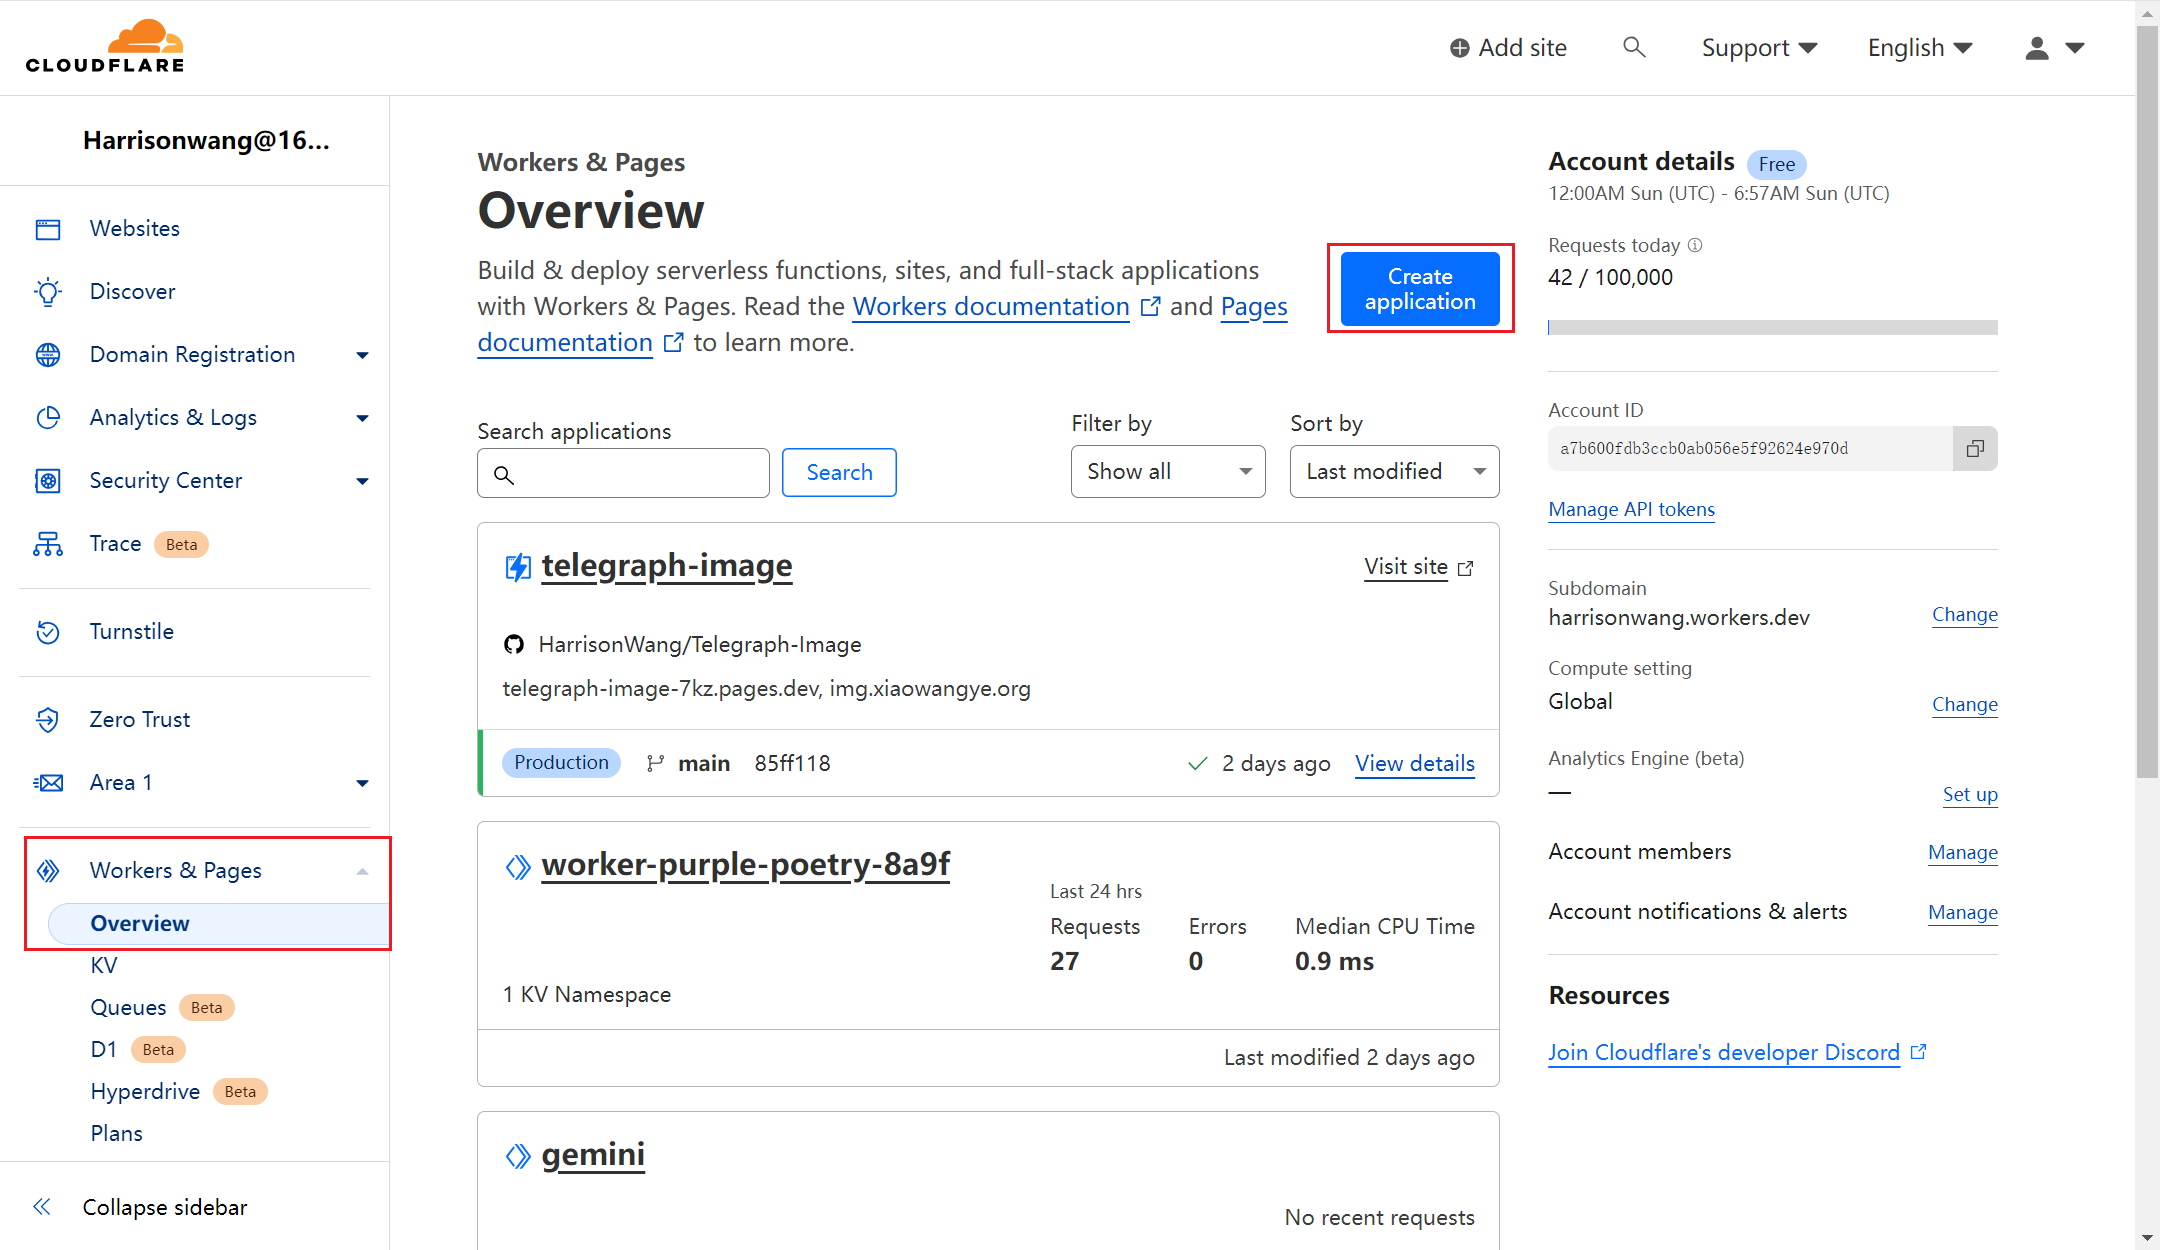 CLOUDFLARE
Add site
Support
English
Harrisonwang@16...
Websites
Discover
Domain Registration
Analytics & Logs
Security Center
Trace Beta
Turnstile
Zero Trust
Area 1
Workers & Pages
Overview
KV
Queues Beta
D1 Beta
Hyperdrive Beta
Plans
Collapse sidebar
Workers & Pages
Overview
Build & deploy serverless functions, sites, and full-stack applications
with Workers & Pages. Read the Workers documentation and Pages
documentation to learn more.
Create
application
Search applications
Search
Filter by
Show all
Sort by
Last modified
telegraph-image
Visit site
HarrisonWang/Telegraph-Image
telegraph-image-7kz.pages.dev, img.xiaowangye.org
Production main 85ff118 2 days ago View details
worker-purple-poetry-8a9f
Last 24 hrs
Requests Errors Median CPU Time
27 0 0.9 ms
1 KV Namespace
Last modified 2 days ago
gemini
No recent requests
Account details Free
12:00AM Sun (UTC) - 6:57AM Sun (UTC)
Requests today
42 / 100,000
Account ID
a7b600fdb3ccb0ab056e5f92624e970d
Manage API tokens
Subdomain
harrisonwang.workers.dev Change
Compute setting
Global Change
Analytics Engine (beta)
—
Set up
Account members Manage
Account notifications & alerts Manage
Resources
Join Cloudflare's developer Discord